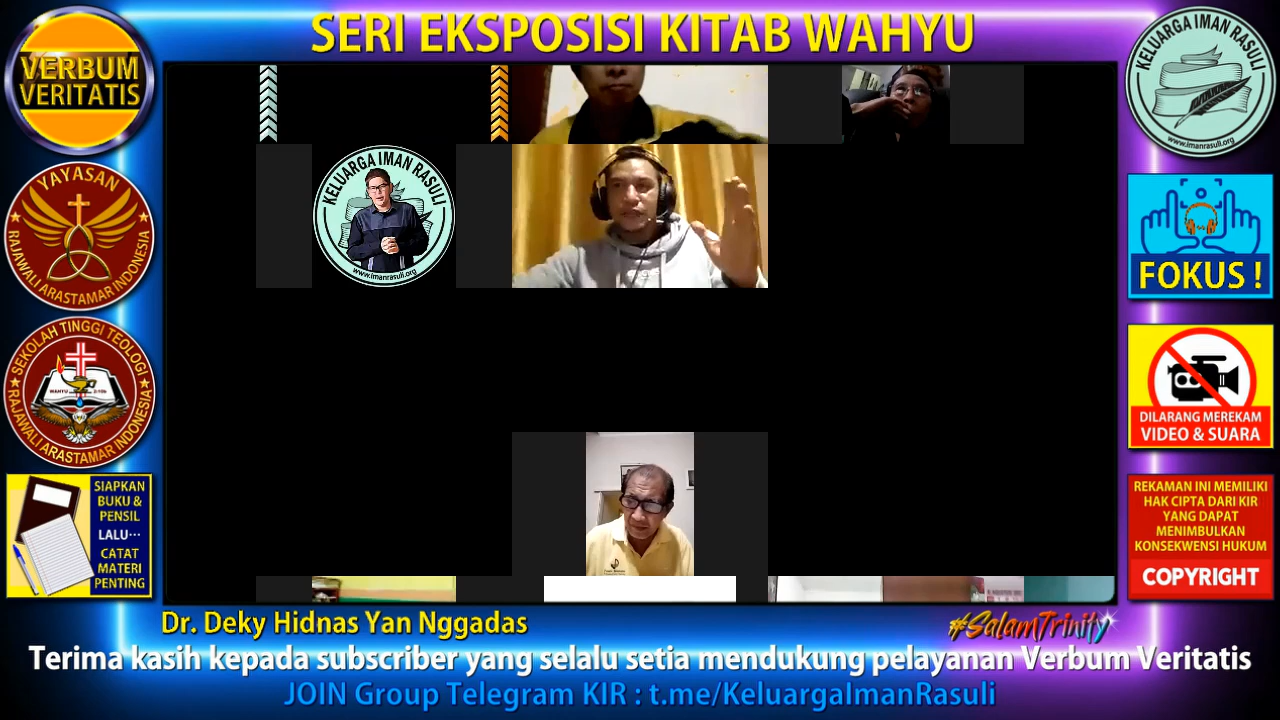 SERI EKSPOSISI KITAB WAHYU
VERBUM
VERITATIS
YAYASAN
RAJAWALI ARASTAMAR INDONESIA
SEKOLAH TINGGI TEOLOGI
RAJAWALI ARASTAMAR INDONESIA
WAHYU
SIAPKAN
BUKU &
PENSIL
LALU...
CATAT
MATERI
PENTING
KELUARGA IMAN RASULI
www.imanrasuli.org
KELUARGA IMAN RASULI
www.imanrasuli.org
FOKUS !
DILARANG MEREKAM
VIDEO & SUARA
REKAMAN INI MEMILIKI
HAK CIPTA DARI KIR
YANG DAPAT
MENIMBULKAN
KONSEKWENSI HUKUM
COPYRIGHT
Dr. Deky Hidnas Yan Nggadas
#SalamTrinity
Terima kasih kepada subscriber yang selalu setia mendukung pelayanan Verbum Veritatis
JOIN Group Telegram KIR : t.me/KeluargaImanRasuli